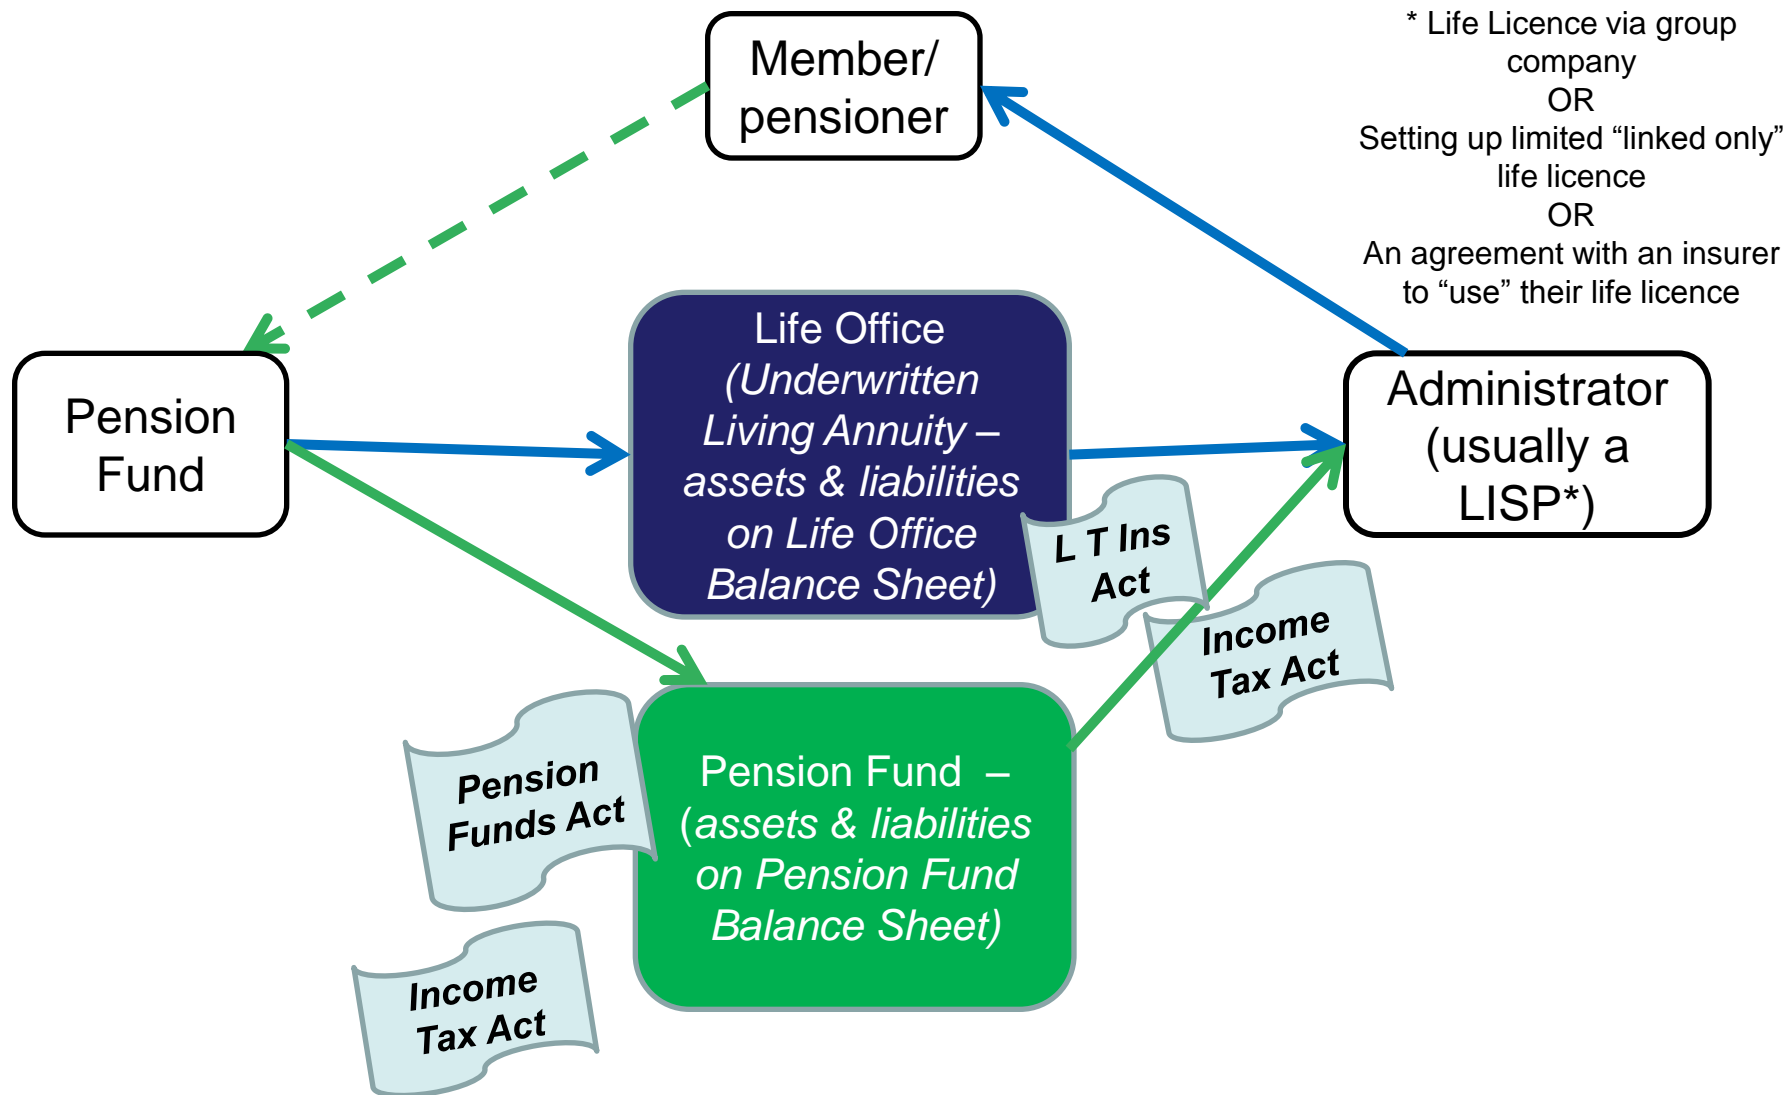 Member/
pensioner
* Life Licence via group
company
OR
Setting up limited “linked only”
life licence
OR
An agreement with an insurer
to “use” their life licence
Pension
Fund
Life Office
(Underwritten
Living Annuity –
assets & liabilities
on Life Office
Balance Sheet)
Administrator
(usually a
LISP*)
L T Ins
Act
Income
Tax Act
Pension
Funds Act
Pension Fund –
(assets & liabilities
on Pension Fund
Balance Sheet)
Income
Tax Act